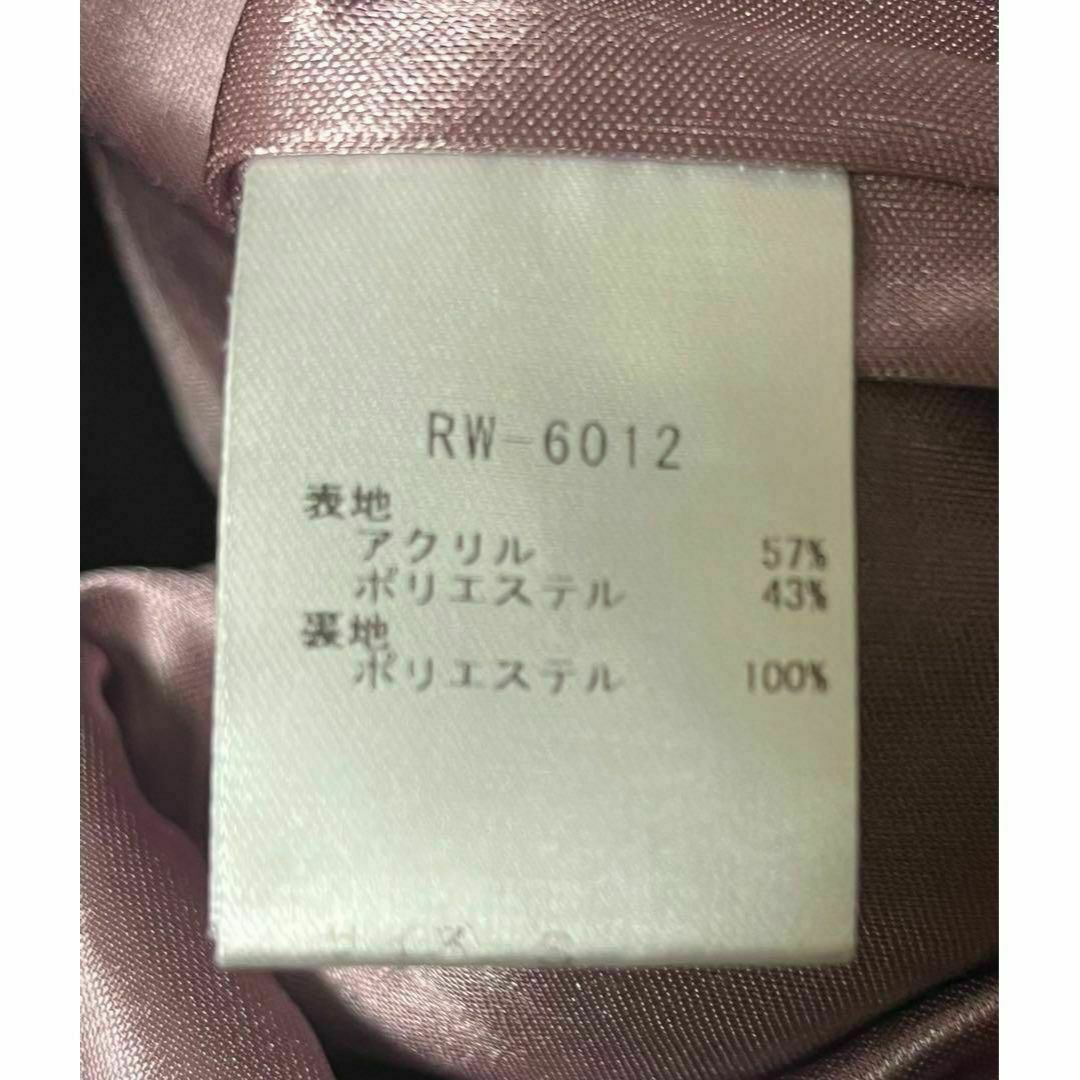 RW-6012
表地
アクリル 57%
ポリエステル 43%
裏地
ポリエステル 100%